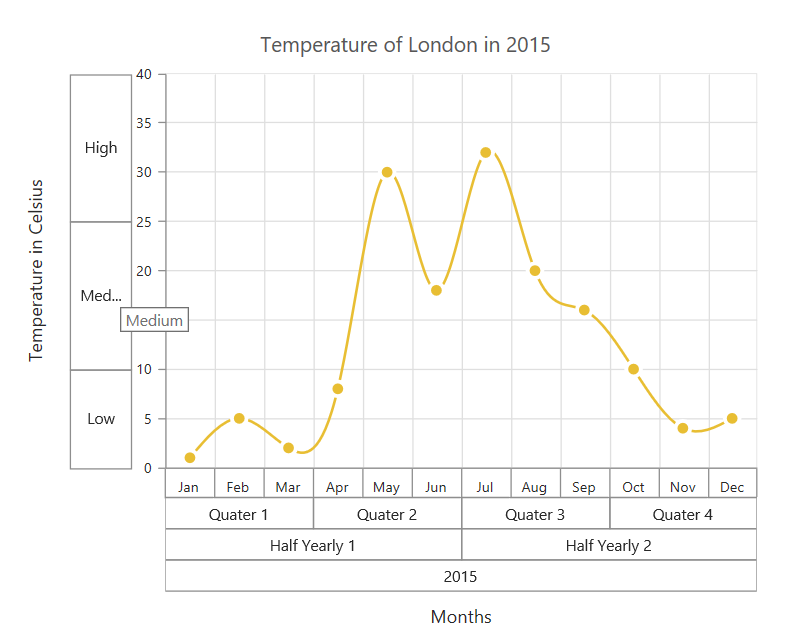 Temperature of London in 2015
Temperature in Celsius
High
Med...
Medium
Low
40
35
30
25
20
10
5
0
Jan Feb Mar Apr May Jun Jul Aug Sep Oct Nov Dec
Quater 1 Quater 2 Quater 3 Quater 4
Half Yearly 1 Half Yearly 2
2015
Months